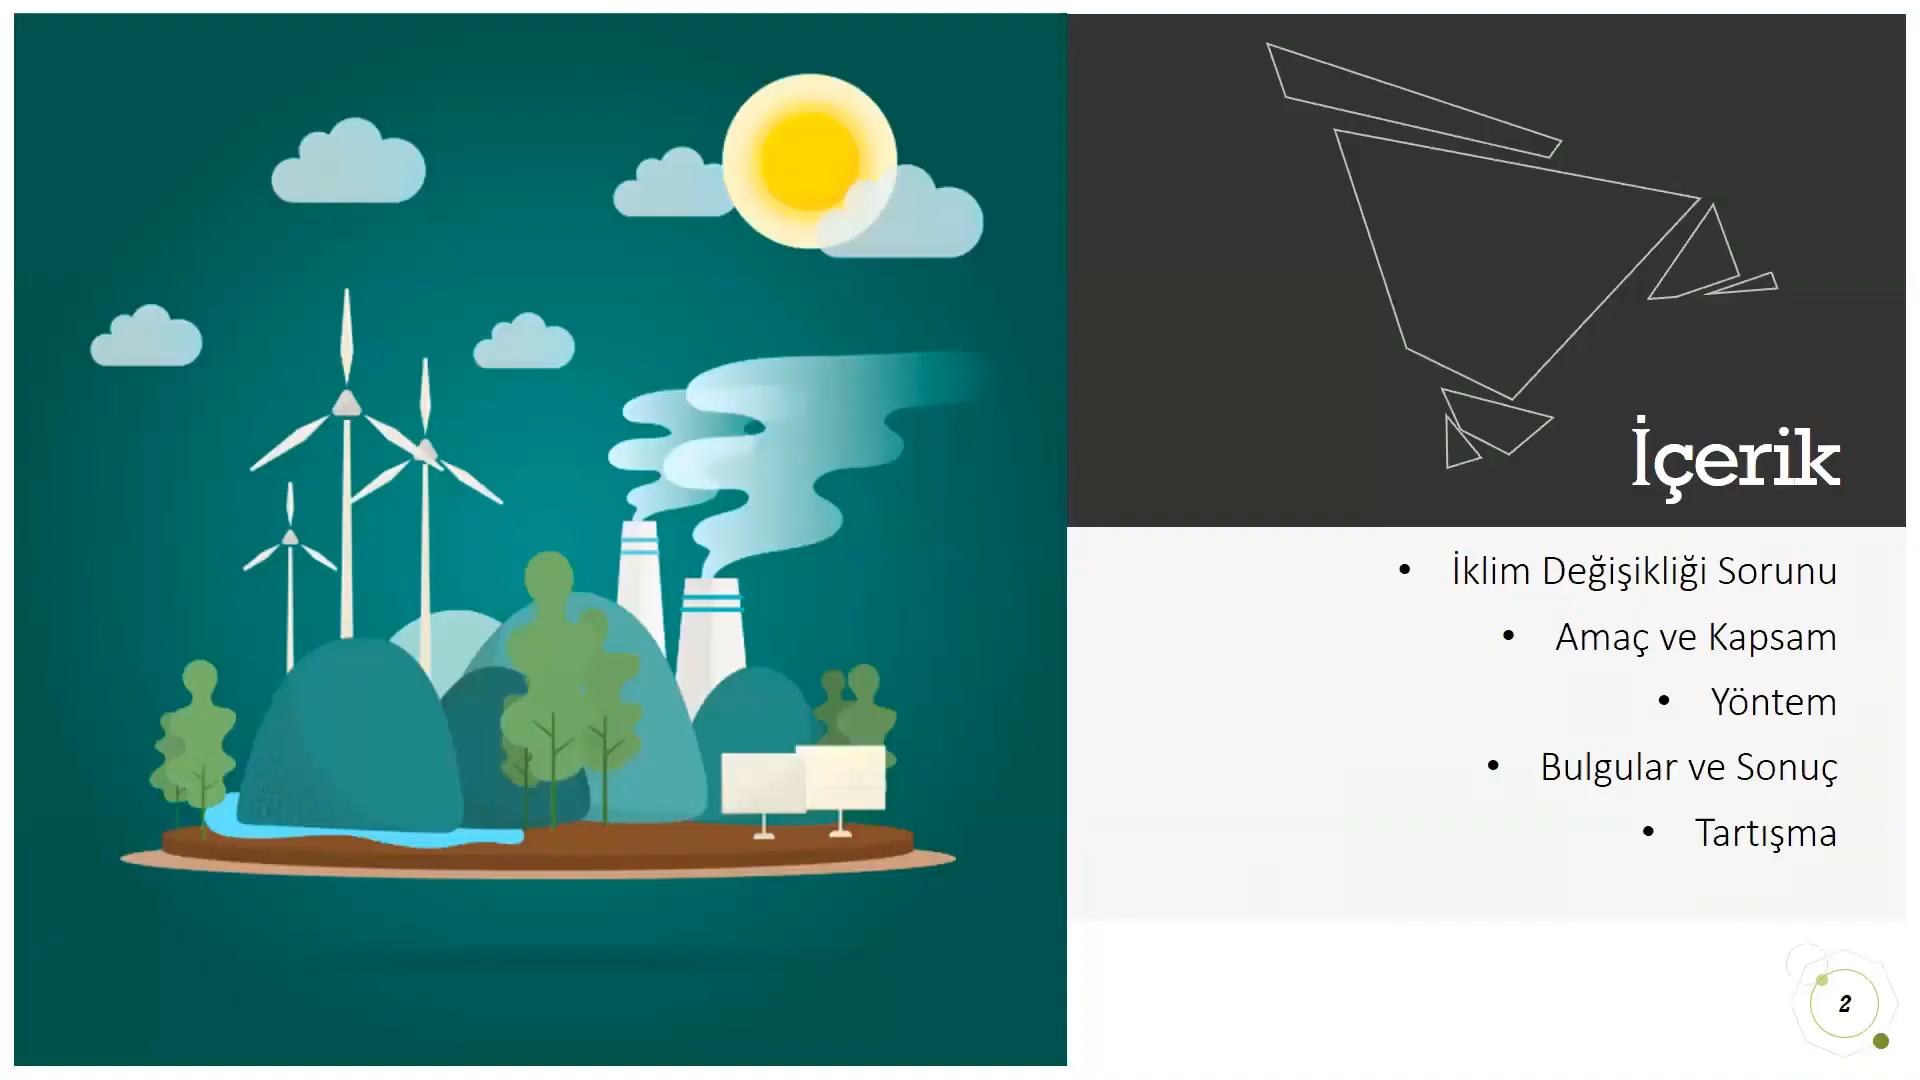 İçerik
• İklim Değişikliği Sorunu
• Amaç ve Kapsam
• Yöntem
• Bulgular ve Sonuç
• Tartışma
2